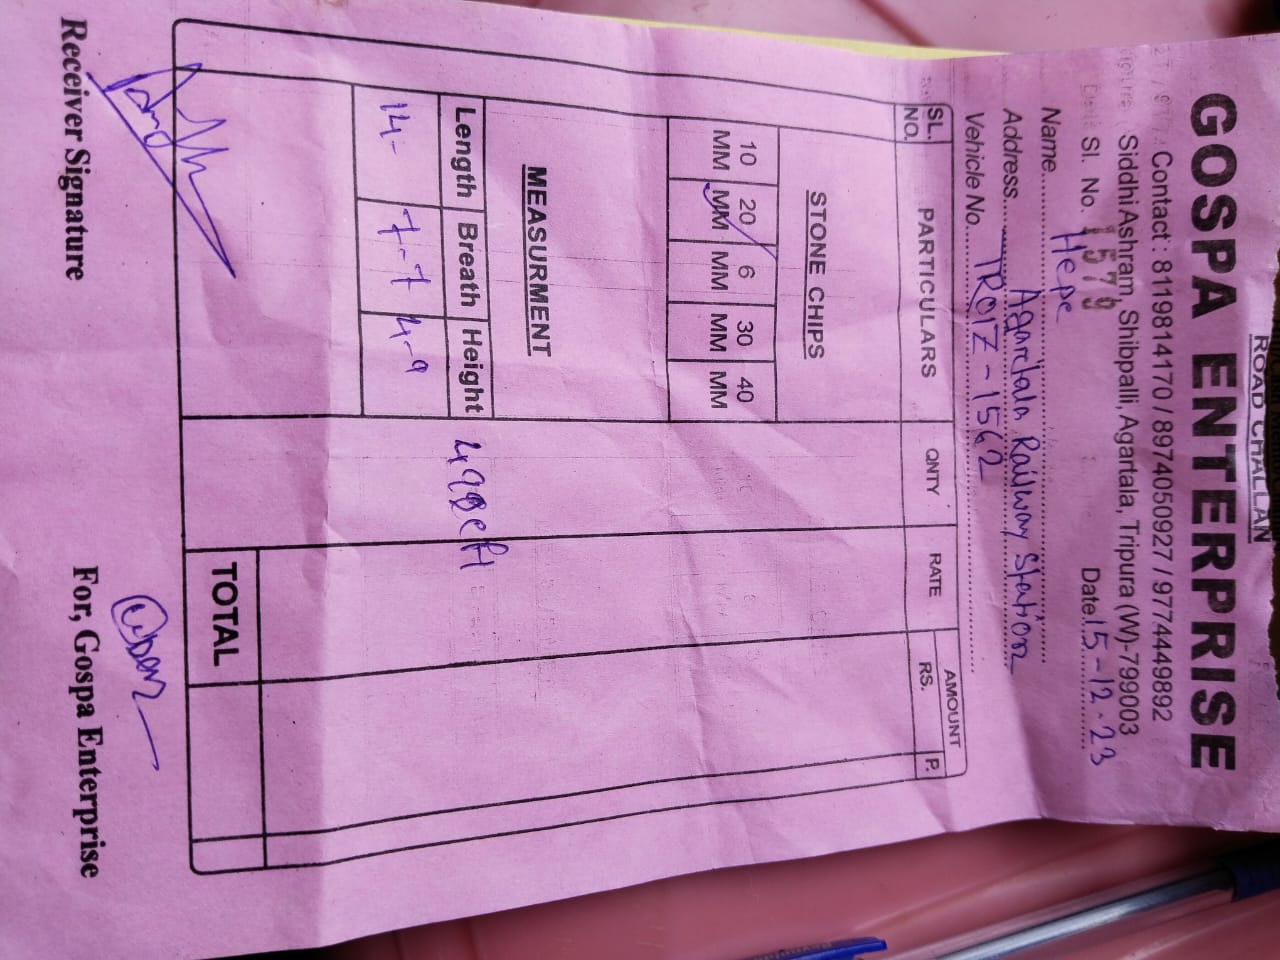 ROAD CHALLAN
GOSPA ENTERPRISE
Contact : 8119814170 / 8974050927 / 9774449892
Siddhi Ashram, Shibpalli, Agartala, Tripura (W)-799003
Sl. No. 1579 Date 15-12-23
Name Hepe
Address Agartala Railway Station
Vehicle No. TR01Z-1562
SL. NO. PARTICULARS QNTY RATE AMOUNT
RS. P.
STONE CHIPS
10 MM 20 MM 6 MM 30 MM 40 MM
MEASURMENT
Length Breath Height
498cft
14- 7-7 4-9
TOTAL
Receiver Signature For, Gospa Enterprise